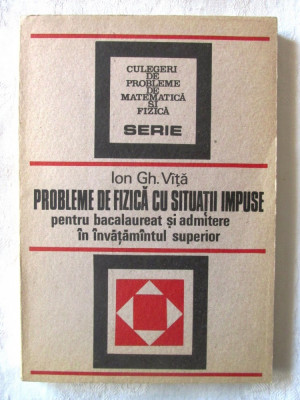 CULEGERI
DE
PROBLEME
DE
MATEMATICĂ
ȘI
FIZICĂ
SERIE
Ion Gh. Vîță
PROBLEME DE FIZICĂ CU SITUAȚII IMPUSE
pentru bacalaureat și admitere
în învățămîntul superior